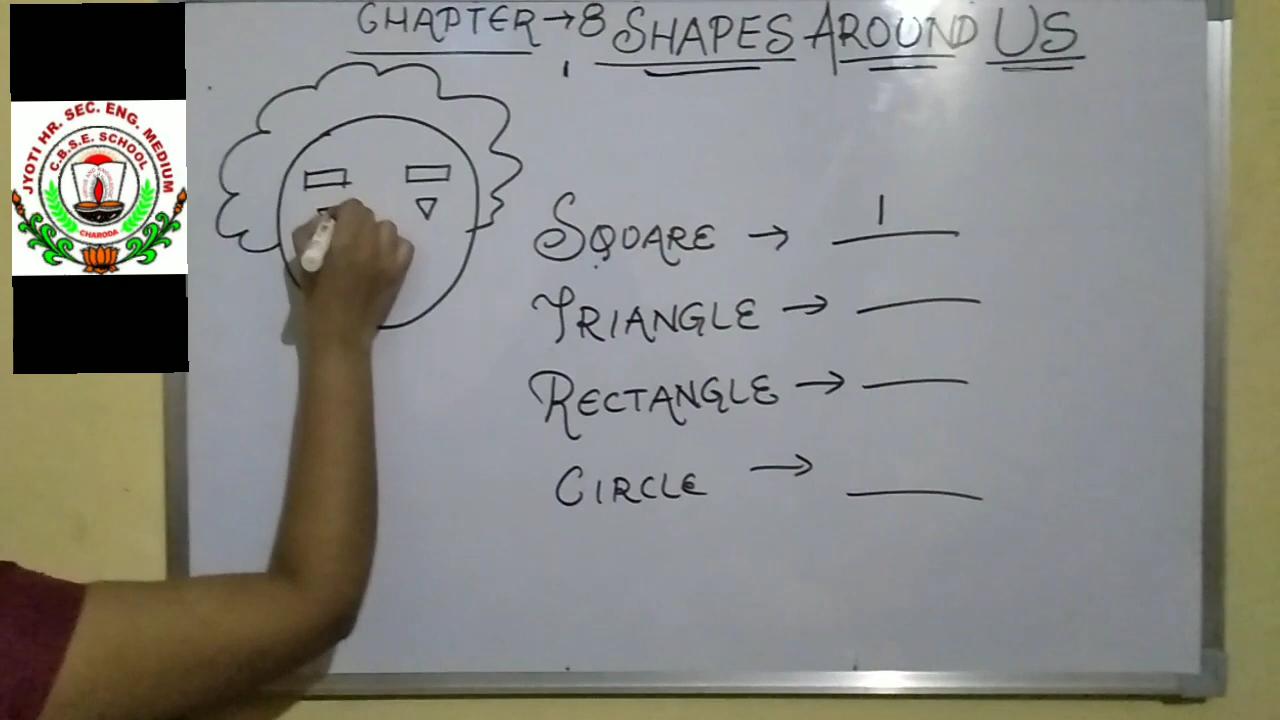 CHAPTER → 8 SHAPES AROUND US
JYOTI HR. SEC. ENG. MEDIUM
C.B.S.E. SCHOOL
CHARODA
SQUARE → 1
TRIANGLE →
RECTANGLE →
CIRCLE →